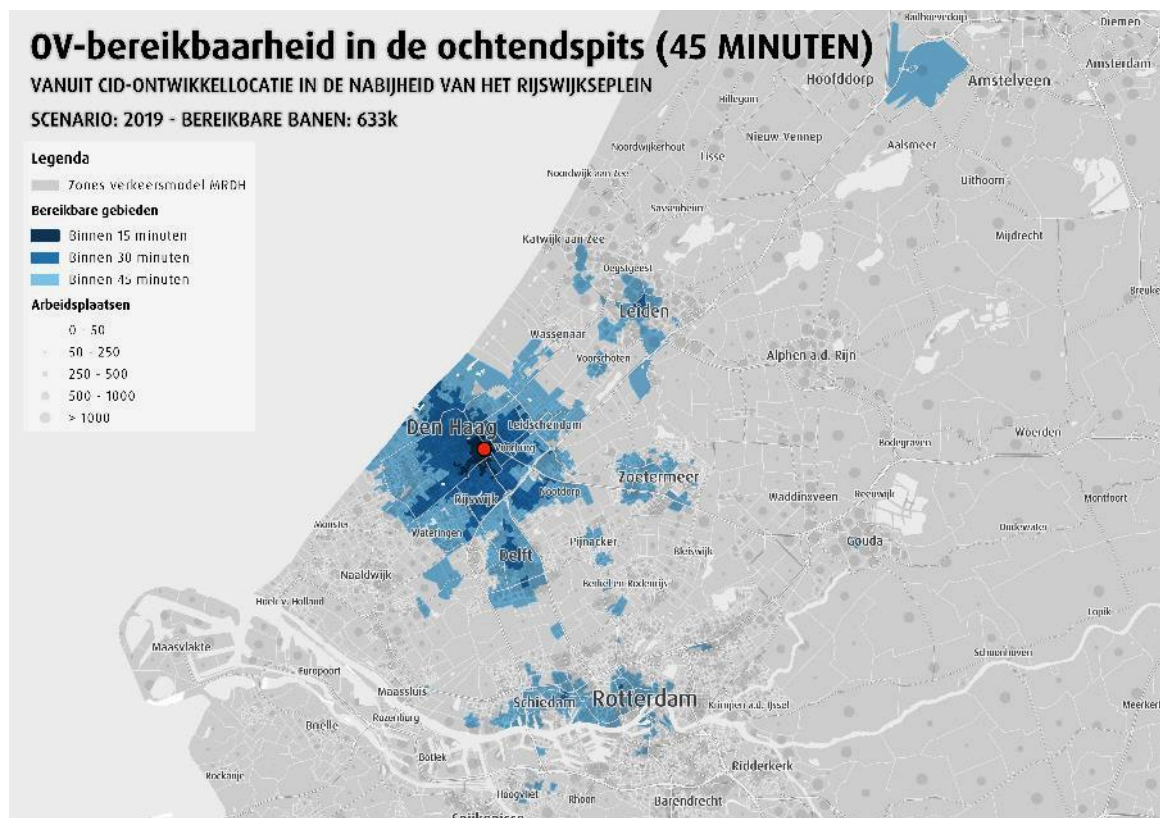 OV-bereikbaarheid in de ochtendspits (45 MINUTEN)
VANUIT CID-ONTWIKKELLOCATIE IN DE NABIJHEID VAN HET RIJSWIJKSEPLEIN
SCENARIO: 2019 - BEREIKBARE BANEN: 633k
Legenda
Zones verkeersmodel MRDH
Bereikbare gebieden
Binnen 15 minuten
Binnen 30 minuten
Binnen 45 minuten
Arbeidsplaatsen
0 - 50
50 - 250
250 - 500
500 - 1000
> 1000
Badhoevedorp
Diemen
Amsterdam
Hoofddorp
Amstelveen
Hillegom
Nieuw-Vennep
Aalsmeer
Noordwijkerhout
Lisse
Noordwijk aan Zee
Uithoorn
Sassenheim
Mijdrecht
Katwijk aan Zee
Oegstgeest
Leiden
Wassenaar
Voorschoten
Alphen a.d. Rijn
Den Haag
Leidschendam
Voorburg
Bodegraven
Woerden
Zoetermeer
Rijswijk
Nootdorp
Waddinxveen
Reeuwijk
Montfoort
Monster
Wateringen
Delft
Pijnacker
Bleiswijk
Gouda
Oudewater
Naaldwijk
Berkel en Rodenrijs
Hoek v. Holland
Lopik
Maasvlakte
Schoonhoven
Europoort
Maassluis
Schiedam
Rotterdam
Krimpen a.d. IJssel
Rozenburg
Brielle
Botlek
Ridderkerk
Rockanje
Hoogvliet
Rhoon
Barendrecht